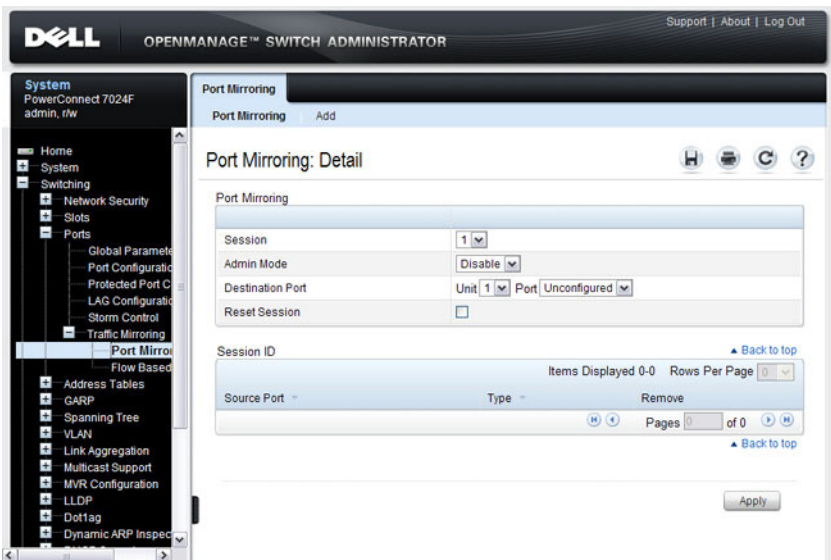 Support | About | Log Out
DELL OPENMANAGE™ SWITCH ADMINISTRATOR
System
PowerConnect 7024F
admin, r/w
Home
System
Switching
Network Security
Slots
Ports
Global Paramete
Port Configuratio
Protected Port C
LAG Configuratio
Storm Control
Traffic Mirroring
Port Mirro
Flow Based
Address Tables
GARP
Spanning Tree
VLAN
Link Aggregation
Multicast Support
MVR Configuration
LLDP
Dot1ag
Dynamic ARP Inspec
Port Mirroring
Port Mirroring Add
Port Mirroring: Detail
Port Mirroring
Session 1
Admin Mode Disable
Destination Port Unit 1 Port Unconfigured
Reset Session
Session ID Back to top
Items Displayed 0-0 Rows Per Page 0
Source Port Type Remove
Pages 0 of 0
Back to top
Apply